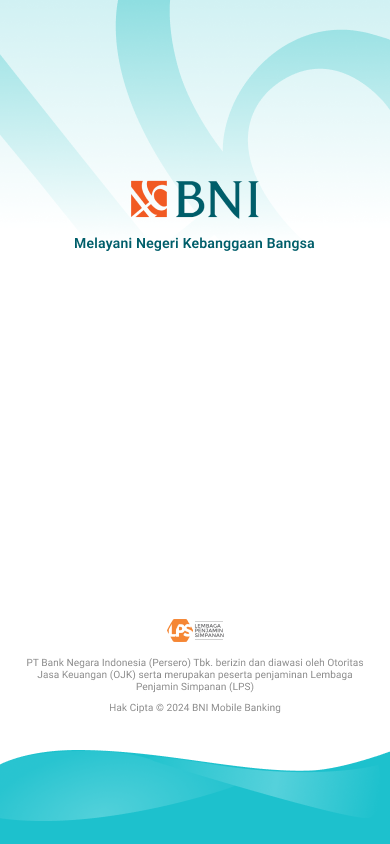 BNI
Melayani Negeri Kebanggaan Bangsa
LPS
LEMBAGA
PENJAMIN
SIMPANAN
PT Bank Negara Indonesia (Persero) Tbk. berizin dan diawasi oleh Otoritas
Jasa Keuangan (OJK) serta merupakan peserta penjaminan Lembaga
Penjamin Simpanan (LPS)
Hak Cipta © 2024 BNI Mobile Banking